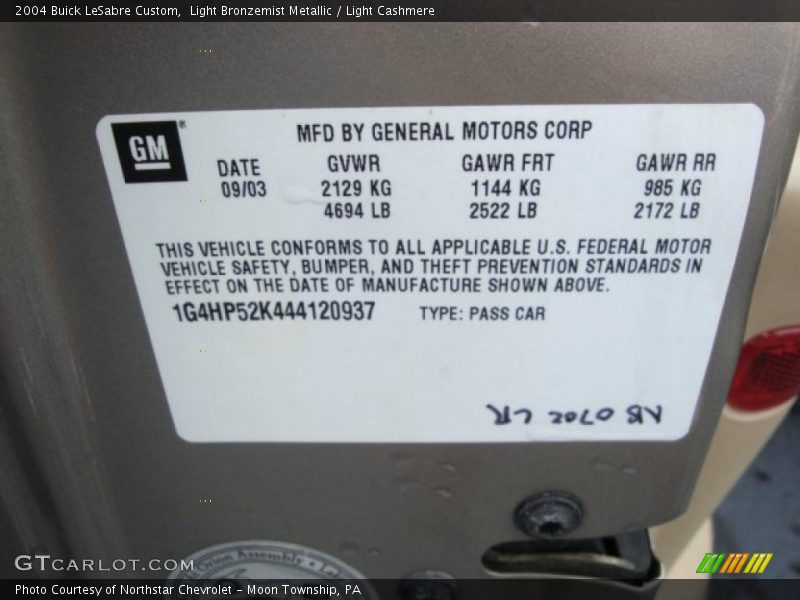 2004 Buick LeSabre Custom, Light Bronzemist Metallic / Light Cashmere
GM
MFD BY GENERAL MOTORS CORP
DATE GVWR GAWR FRT GAWR RR
09/03 2129 KG 1144 KG 985 KG
4694 LB 2522 LB 2172 LB
THIS VEHICLE CONFORMS TO ALL APPLICABLE U.S. FEDERAL MOTOR
VEHICLE SAFETY, BUMPER, AND THEFT PREVENTION STANDARDS IN
EFFECT ON THE DATE OF MANUFACTURE SHOWN ABOVE.
1G4HP52K444120937 TYPE: PASS CAR
Orion Assembly
GTCARLOT.COM
Photo Courtesy of Northstar Chevrolet - Moon Township, PA